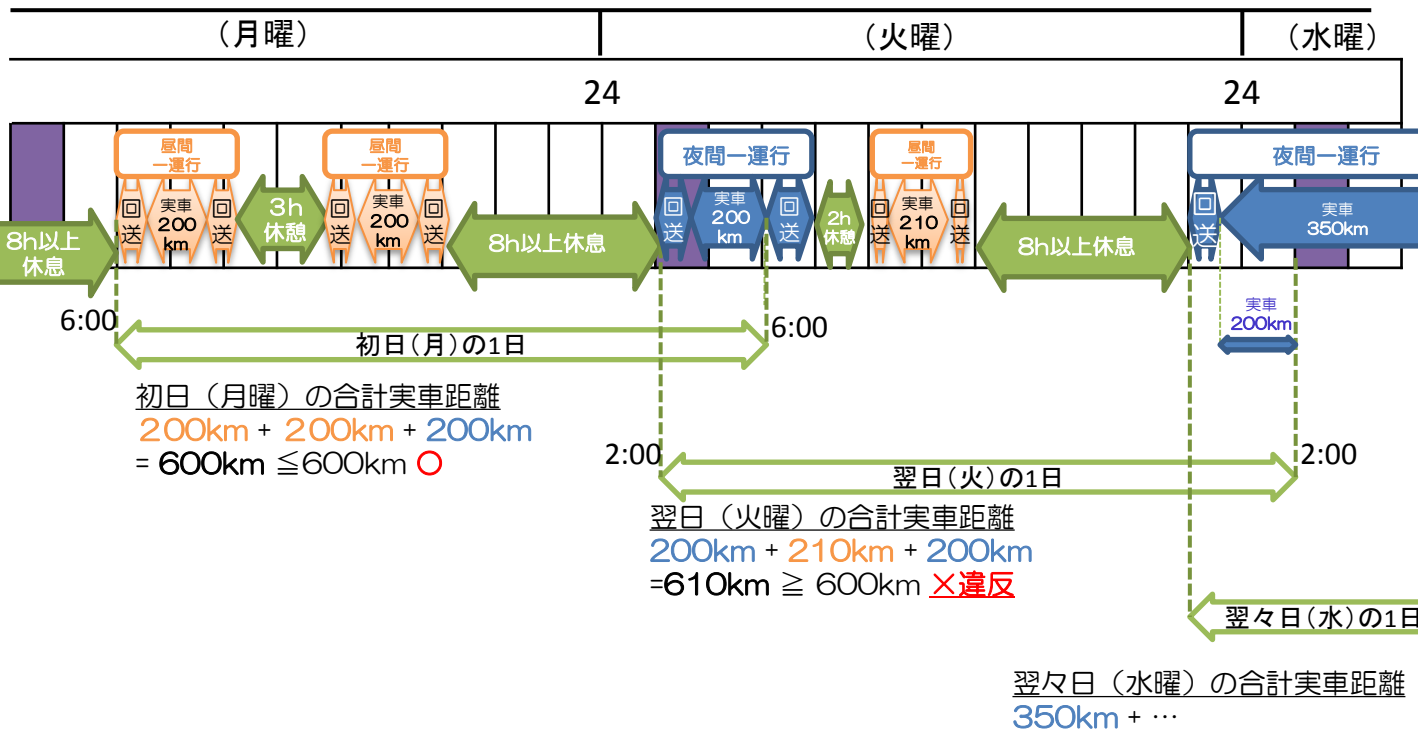 （月曜）
（火曜）
（水曜）
24
24
昼間
一運行
昼間
一運行
夜間一運行
昼間
一運行
夜間一運行
8h以上
休息
回送
実車
200
km
回送
3h
休憩
回送
実車
200
km
回送
8h以上休息
回送
実車
200
km
回送
2h
休憩
回送
実車
210
km
回送
8h以上休息
回送
実車
350km
実車
200km
6:00
初日(月)の1日
6:00
初日（月曜）の合計実車距離
200km + 200km + 200km
= 600km ≦600km ○
2:00
翌日(火)の1日
2:00
翌日（火曜）の合計実車距離
200km + 210km + 200km
=610km ≧ 600km ×違反
翌々日(水)の1日
翌々日（水曜）の合計実車距離
350km + …